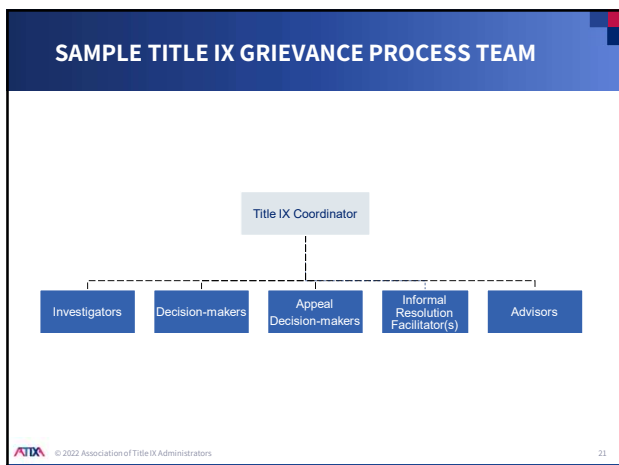 SAMPLE TITLE IX GRIEVANCE PROCESS TEAM
Title IX Coordinator
Investigators
Decision-makers
Appeal
Decision-makers
Informal
Resolution
Facilitator(s)
Advisors
ATIXA © 2022 Association of Title IX Administrators
21